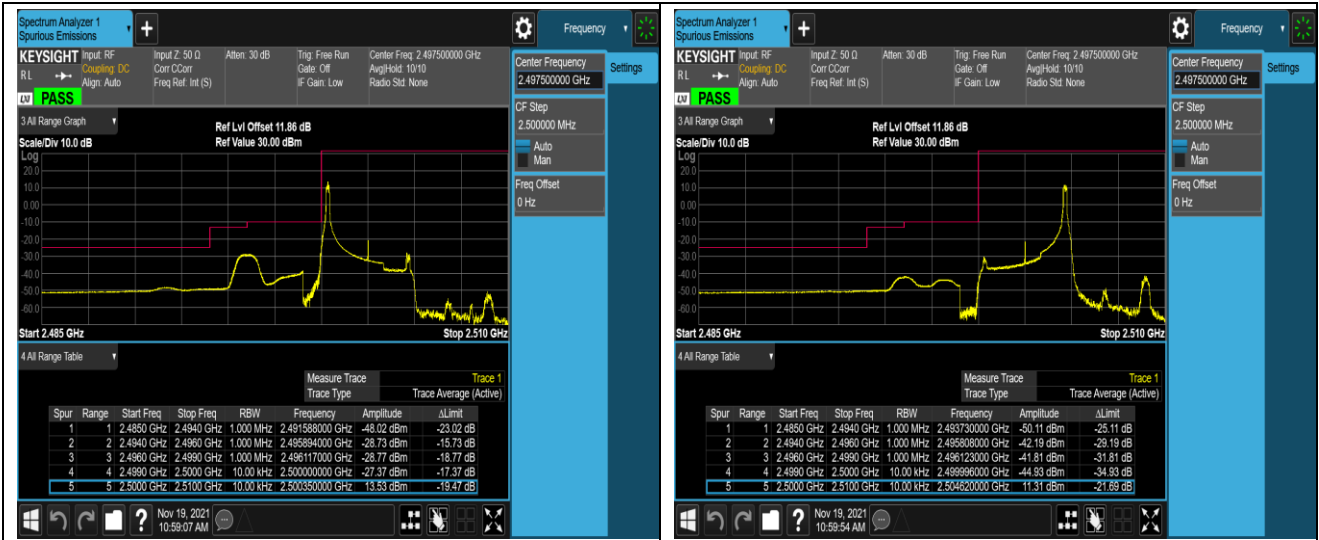 Spectrum Analyzer 1
Spurious Emissions
+
Frequency
KEYSIGHT
Input: RF
Coupling: DC
Align: Auto
Input Z: 50 Ω
Corr CCorr
Freq Ref: Int (S)
Atten: 30 dB
Trig: Free Run
Gate: Off
IF Gain: Low
Center Freq: 2.497500000 GHz
Avg|Hold: 10/10
Radio Std: None
R L
LXI
PASS
Center Frequency
2.497500000 GHz
Settings
CF Step
2.500000 MHz
Auto
Man
Freq Offset
0 Hz
3 All Range Graph
Ref Lvl Offset 11.86 dB
Scale/Div 10.0 dB
Ref Value 30.00 dBm
Log
20.0
10.0
0.00
-10.0
-20.0
-30.0
-40.0
-50.0
-60.0
Start 2.485 GHz
Stop 2.510 GHz
4 All Range Table
Measure Trace Trace 1
Trace Type Trace Average (Active)
Spur Range Start Freq Stop Freq RBW Frequency Amplitude ΔLimit
1 1 2.4850 GHz 2.4940 GHz 1.000 MHz 2.491588000 GHz -48.02 dBm -23.02 dB
2 2 2.4940 GHz 2.4960 GHz 1.000 MHz 2.495894000 GHz -28.73 dBm -15.73 dB
3 3 2.4960 GHz 2.4990 GHz 1.000 MHz 2.496117000 GHz -28.77 dBm -18.77 dB
4 4 2.4990 GHz 2.5000 GHz 10.00 kHz 2.500000000 GHz -27.37 dBm -17.37 dB
5 5 2.5000 GHz 2.5100 GHz 10.00 kHz 2.500350000 GHz 13.53 dBm -19.47 dB
?
Nov 19, 2021
10:59:07 AM
Spectrum Analyzer 1
Spurious Emissions
+
Frequency
KEYSIGHT
Input: RF
Coupling: DC
Align: Auto
Input Z: 50 Ω
Corr CCorr
Freq Ref: Int (S)
Atten: 30 dB
Trig: Free Run
Gate: Off
IF Gain: Low
Center Freq: 2.497500000 GHz
Avg|Hold: 10/10
Radio Std: None
R L
LXI
PASS
Center Frequency
2.497500000 GHz
Settings
CF Step
2.500000 MHz
Auto
Man
Freq Offset
0 Hz
3 All Range Graph
Ref Lvl Offset 11.86 dB
Scale/Div 10.0 dB
Ref Value 30.00 dBm
Log
20.0
10.0
0.00
-10.0
-20.0
-30.0
-40.0
-50.0
-60.0
Start 2.485 GHz
Stop 2.510 GHz
4 All Range Table
Measure Trace Trace 1
Trace Type Trace Average (Active)
Spur Range Start Freq Stop Freq RBW Frequency Amplitude ΔLimit
1 1 2.4850 GHz 2.4940 GHz 1.000 MHz 2.493730000 GHz -50.11 dBm -25.11 dB
2 2 2.4940 GHz 2.4960 GHz 1.000 MHz 2.495808000 GHz -42.19 dBm -29.19 dB
3 3 2.4960 GHz 2.4990 GHz 1.000 MHz 2.496123000 GHz -41.81 dBm -31.81 dB
4 4 2.4990 GHz 2.5000 GHz 10.00 kHz 2.499996000 GHz -44.93 dBm -34.93 dB
5 5 2.5000 GHz 2.5100 GHz 10.00 kHz 2.504620000 GHz 11.31 dBm -21.69 dB
?
Nov 19, 2021
10:59:54 AM